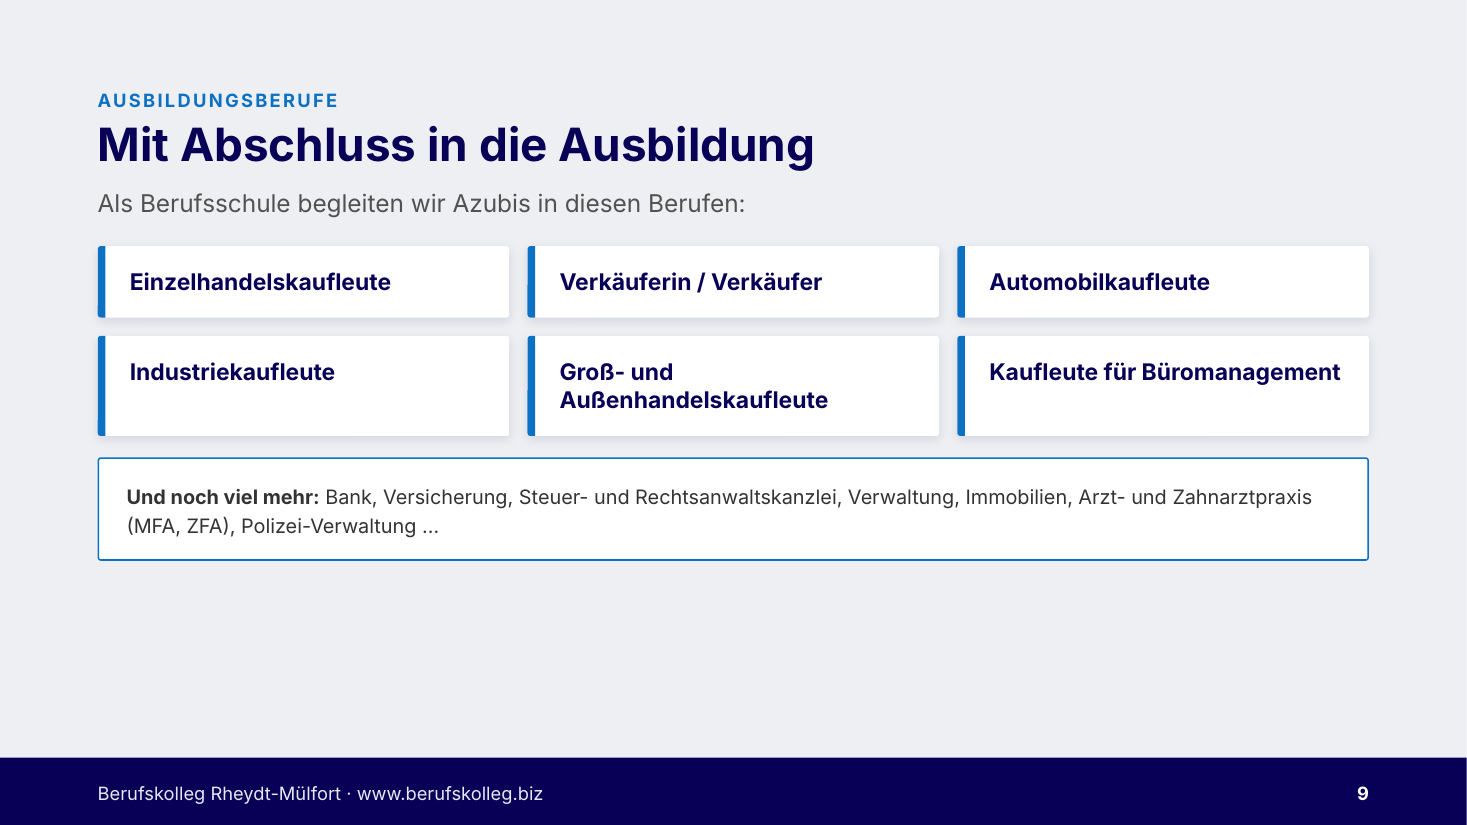 AUSBILDUNGSBERUFE
Mit Abschluss in die Ausbildung
Als Berufsschule begleiten wir Azubis in diesen Berufen:
Einzelhandelskaufleute
Verkäuferin / Verkäufer
Automobilkaufleute
Industriekaufleute
Groß- und
Außenhandelskaufleute
Kaufleute für Büromanagement
Und noch viel mehr: Bank, Versicherung, Steuer- und Rechtsanwaltskanzlei, Verwaltung, Immobilien, Arzt- und Zahnarztpraxis
(MFA, ZFA), Polizei-Verwaltung ...
Berufskolleg Rheydt-Mülfort · www.berufskolleg.biz
9